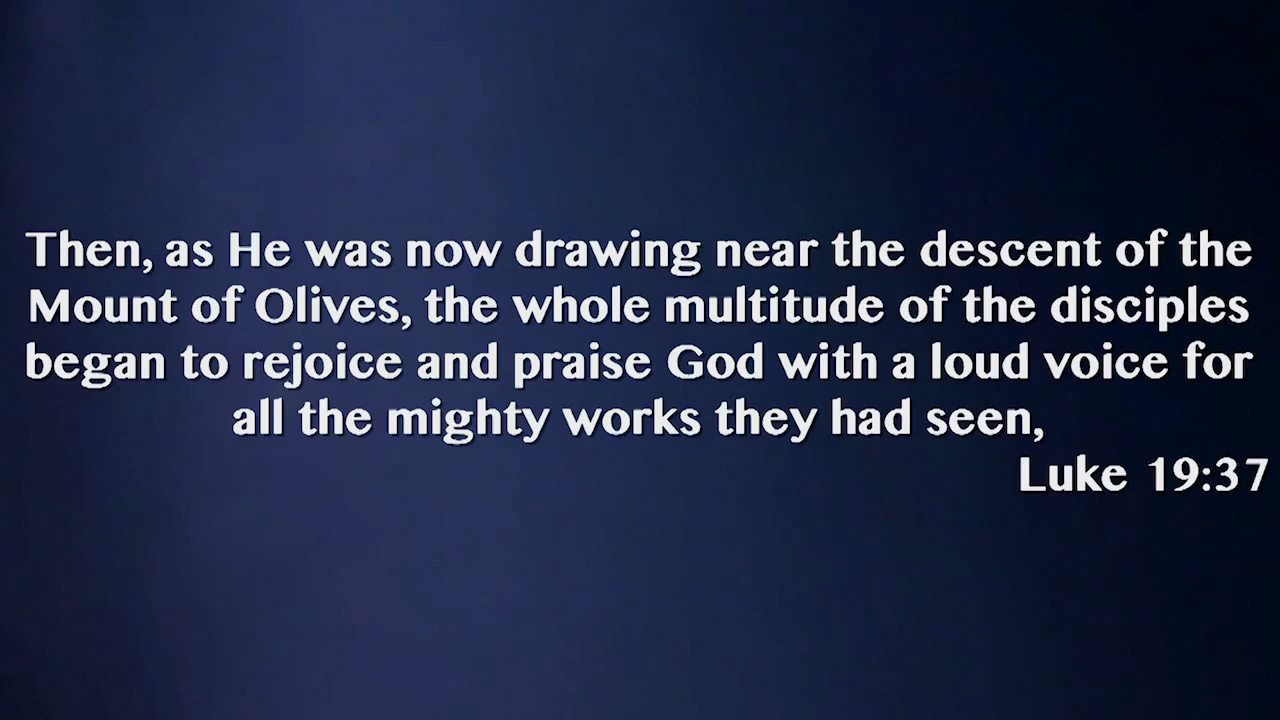 Then, as He was now drawing near the descent of the
Mount of Olives, the whole multitude of the disciples
began to rejoice and praise God with a loud voice for
all the mighty works they had seen,
Luke 19:37